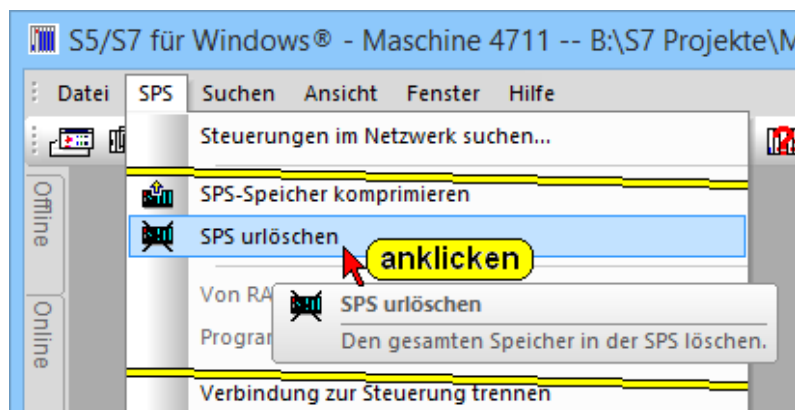 S5/S7 für Windows® - Maschine 4711 -- B:\S7 Projekte\M
Datei SPS Suchen Ansicht Fenster Hilfe
Steuerungen im Netzwerk suchen...
Offline
SPS-Speicher komprimieren
SPS urlöschen
anklicken
Von RA
SPS urlöschen
Prograr
Den gesamten Speicher in der SPS löschen.
Online
Verbindung zur Steuerung trennen